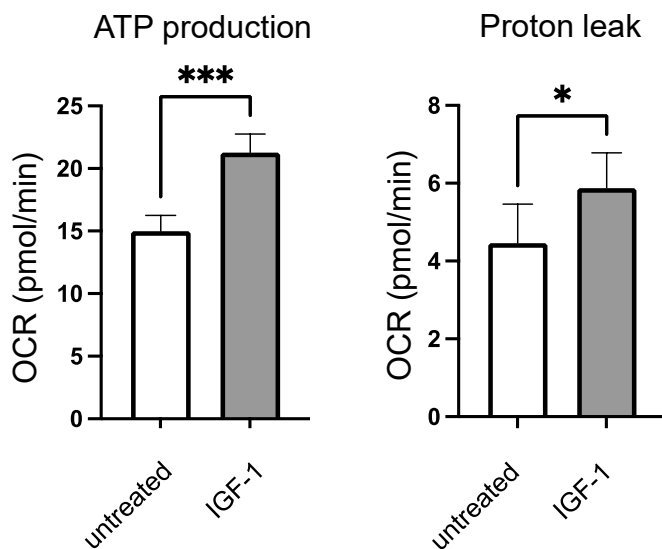 ATP production
***
OCR (pmol/min)
25
20
15
10
5
0
untreated
IGF-1
Proton leak
*
OCR (pmol/min)
8
6
4
2
0
untreated
IGF-1